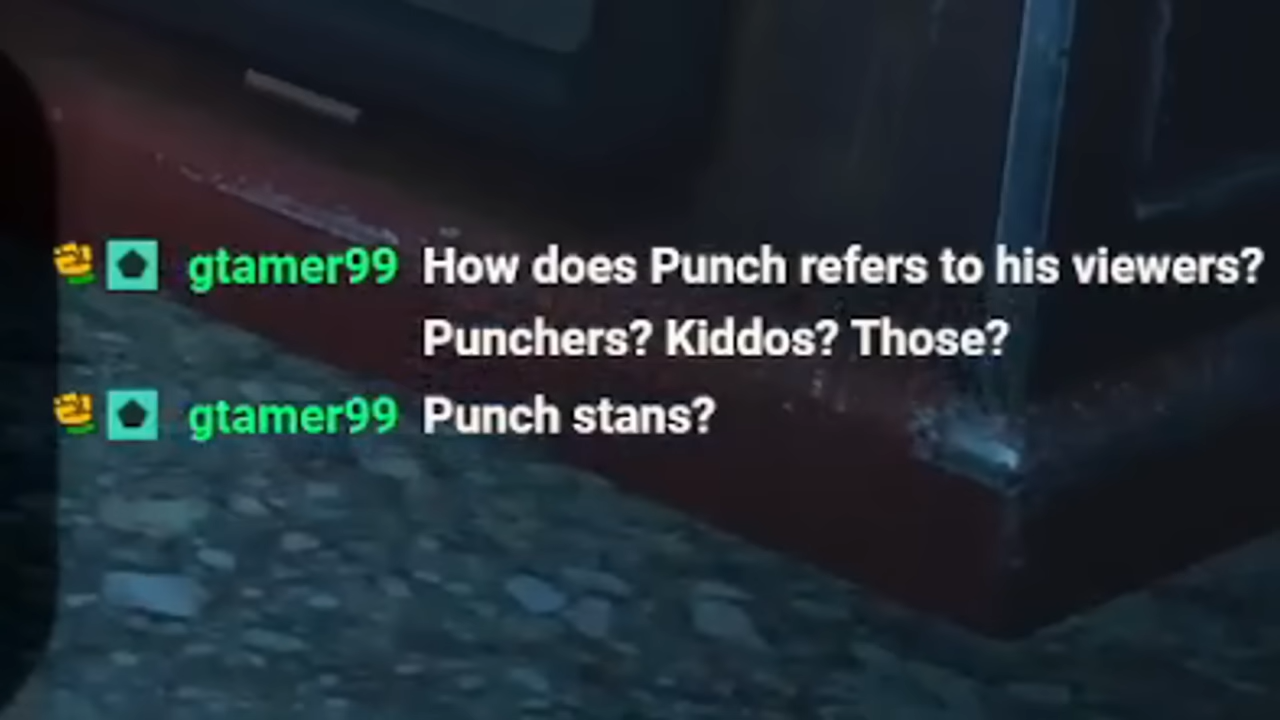 gtamer99 How does Punch refers to his viewers?
Punchers? Kiddos? Those?
gtamer99 Punch stans?